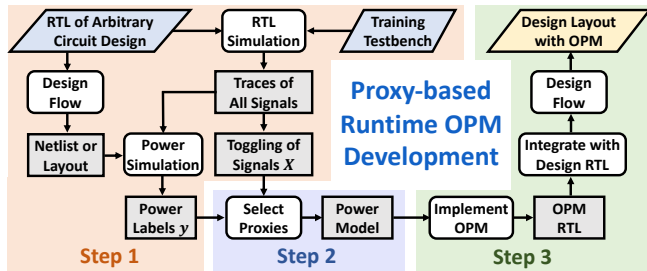 RTL of Arbitrary
Circuit Design
RTL
Simulation
Training
Testbench
Design Layout
with OPM
Design
Flow
Traces of
All Signals
Proxy-based
Runtime OPM
Development
Design
Flow
Netlist or
Layout
Power
Simulation
Toggling of
Signals X
Integrate with
Design RTL
Power
Labels y
Select
Proxies
Power
Model
Implement
OPM
OPM
RTL
Step 1
Step 2
Step 3